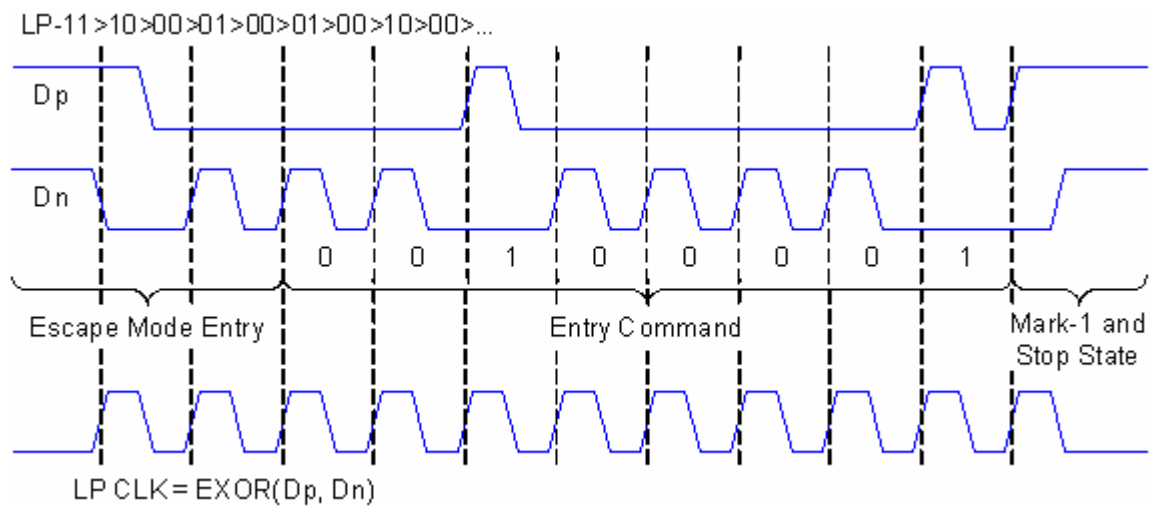 LP-11>10>00>01>00>01>00>10>00>...
Dp
Dn
0 0 1 0 0 0 0 1
Escape Mode Entry
Entry Command
Mark-1 and
Stop State
LP CLK = EXOR(Dp, Dn)